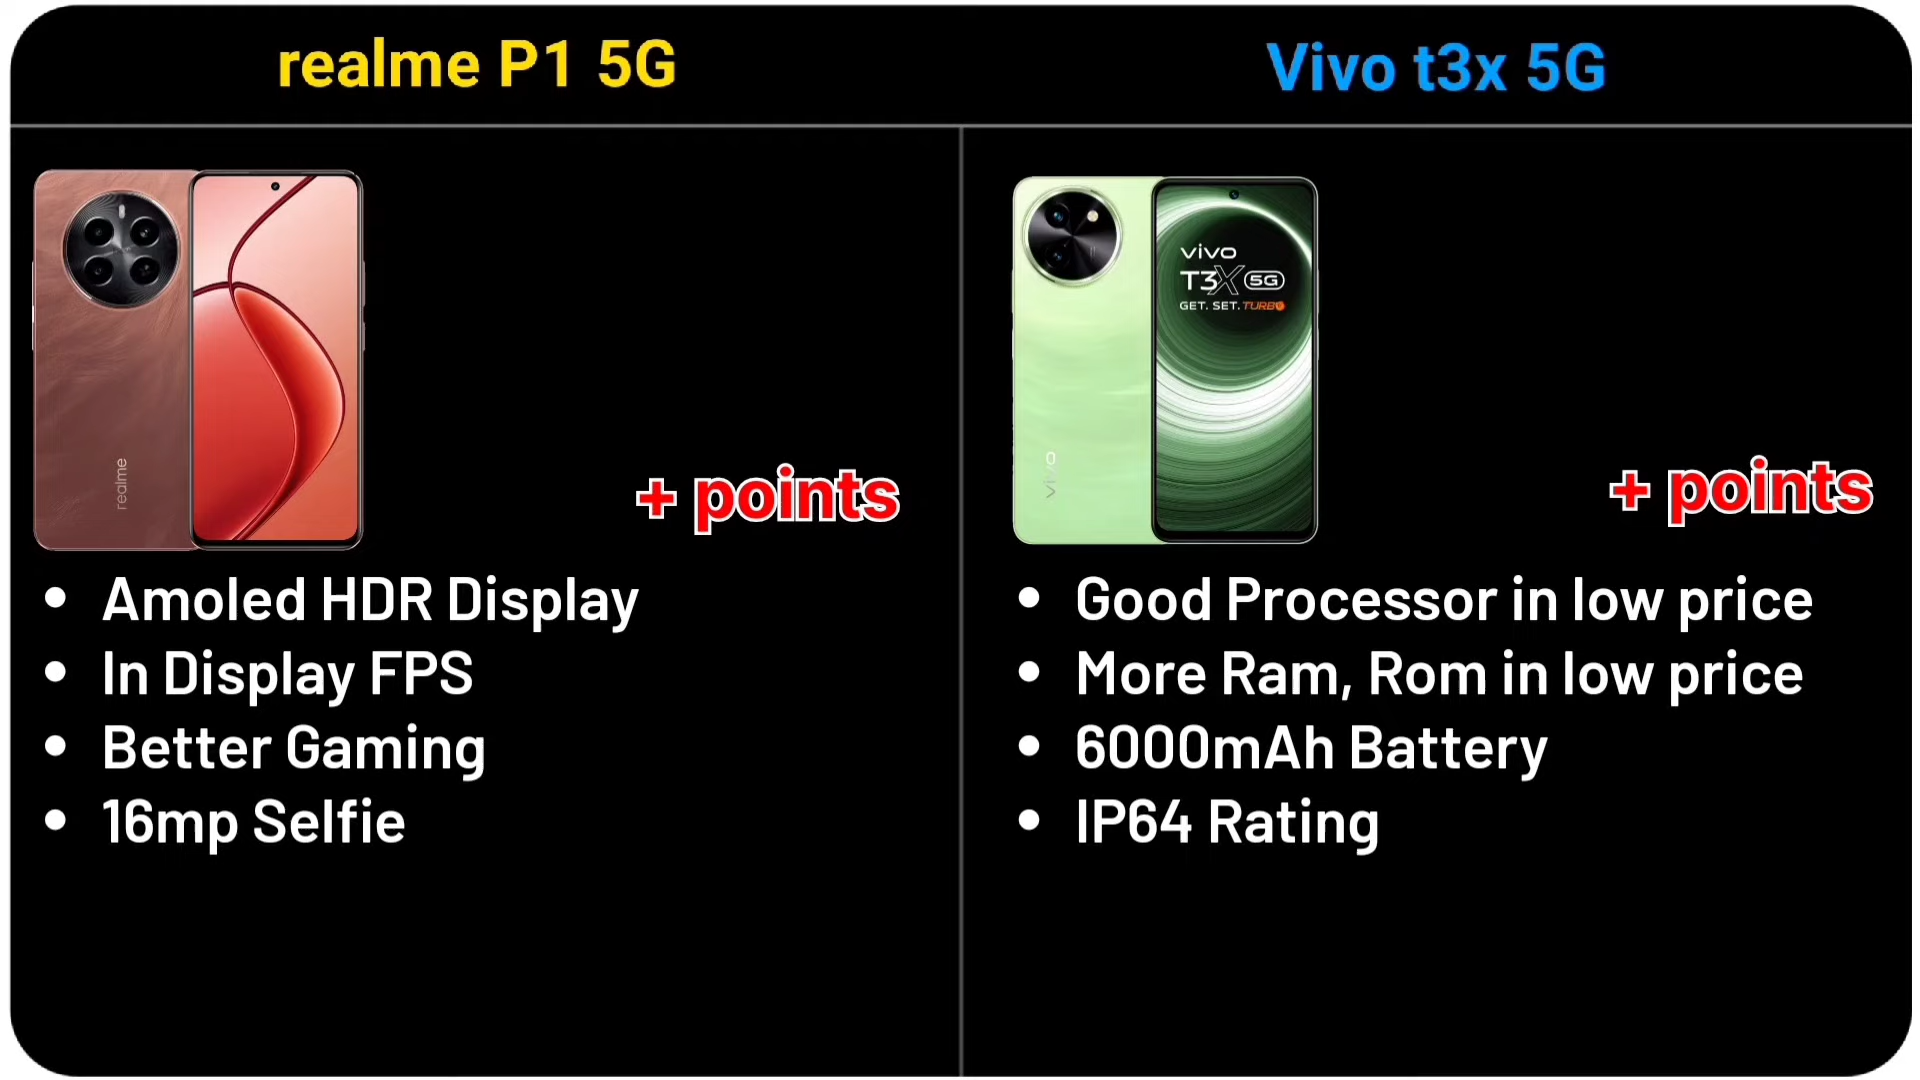 realme P1 5G
Vivo t3x 5G
realme
+ points
• Amoled HDR Display
• In Display FPS
• Better Gaming
• 16mp Selfie
vivo
T3X 5G
GET. SET. TURBO
vivo
+ points
• Good Processor in low price
• More Ram, Rom in low price
• 6000mAh Battery
• IP64 Rating